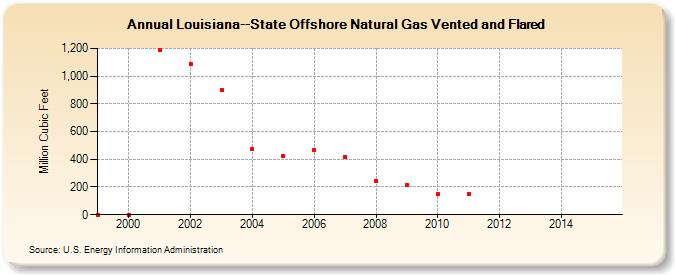 Annual Louisiana--State Offshore Natural Gas Vented and Flared
Million Cubic Feet
1,200
1,000
800
600
400
200
0
2000 2002 2004 2006 2008 2010 2012 2014
Source: U.S. Energy Information Administration